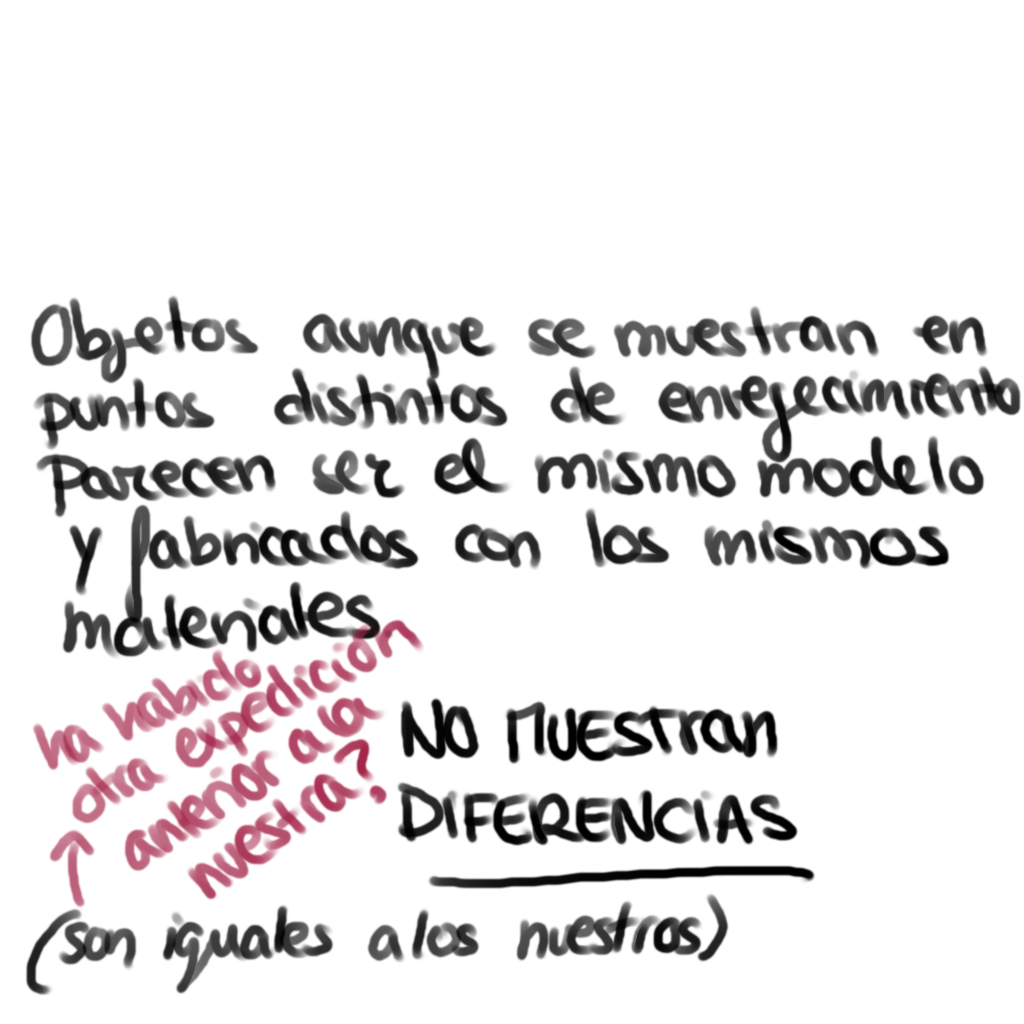 Objetos aunque se muestran en
puntos distintos de envejecimiento
Parecen ser el mismo modelo
y fabricados con los mismos
materiales
ha habido
otra expedición
anterior a la
nuestra?
NO MUESTRan
DIFERENCIAS
(son iguales a los nuestros)